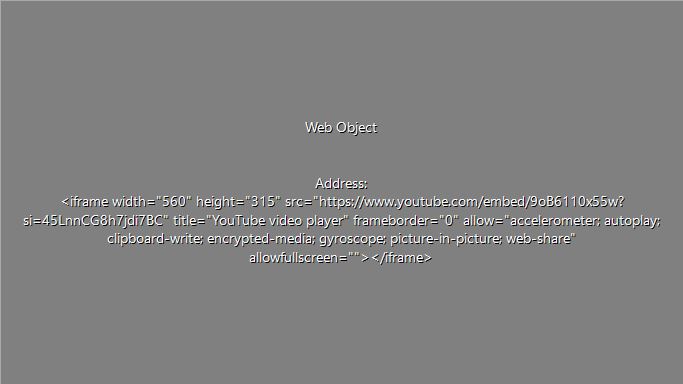 Web Object
Address:
<iframe width="560" height="315" src="https://www.youtube.com/embed/9oB6110x55w?
si=45LnnCG8h7jdi7BC" title="YouTube video player" frameborder="0" allow="accelerometer; autoplay;
clipboard-write; encrypted-media; gyroscope; picture-in-picture; web-share"
allowfullscreen=""></iframe>